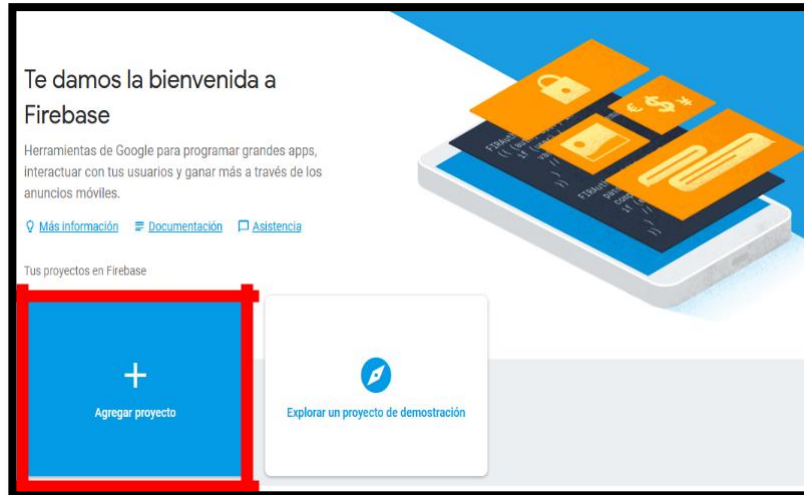 Te damos la bienvenida a
Firebase
Herramientas de Google para programar grandes apps,
interactuar con tus usuarios y ganar más a través de los
anuncios móviles.
Más información Documentación Asistencia
Tus proyectos en Firebase
Agregar proyecto
Explorar un proyecto de demostración